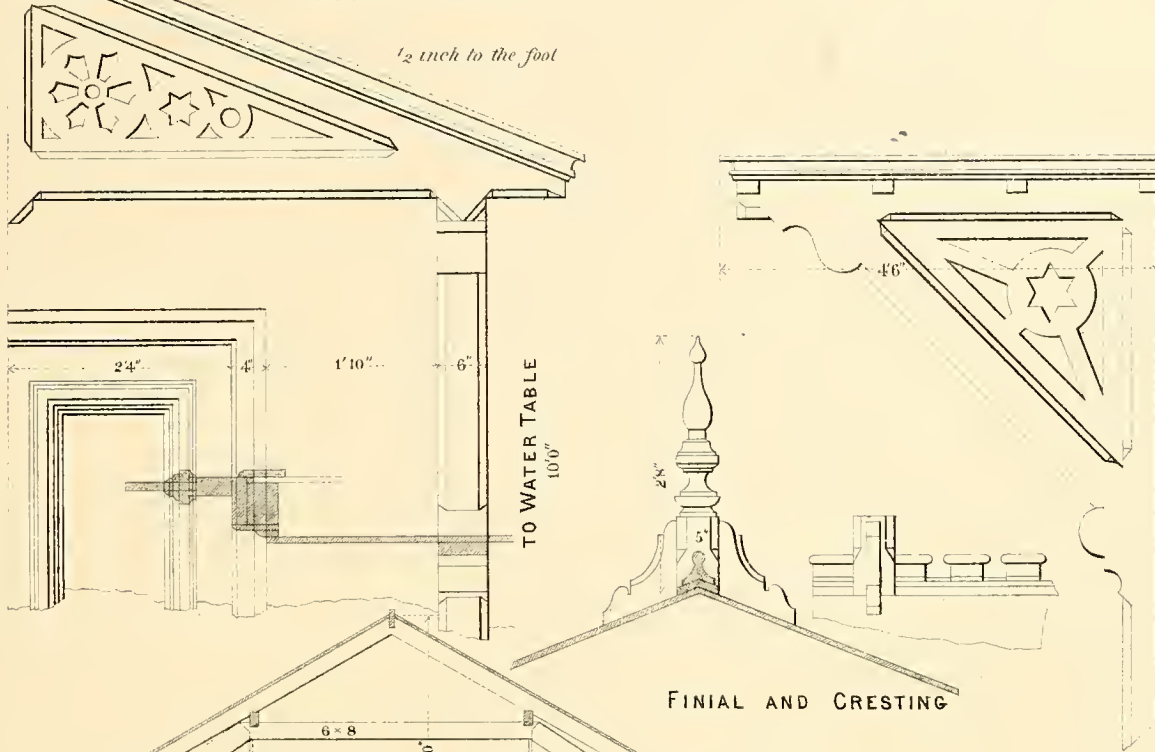 1/2 inch to the foot
4'6"
2'4"
4"
1'10"
6"
TO WATER TABLE
10'0"
2'8"
5"
FINIAL AND CRESTING
6 × 8